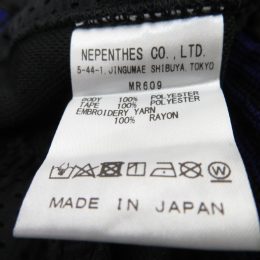 NEPENTHES CO., LTD.
5-44-1, JINGUMAE SHIBUYA, TOKYO
MR609
BODY 100% POLYESTER
TAPE 100% POLYESTER
EMBROIDERY YARN
100% RAYON
MADE IN JAPAN